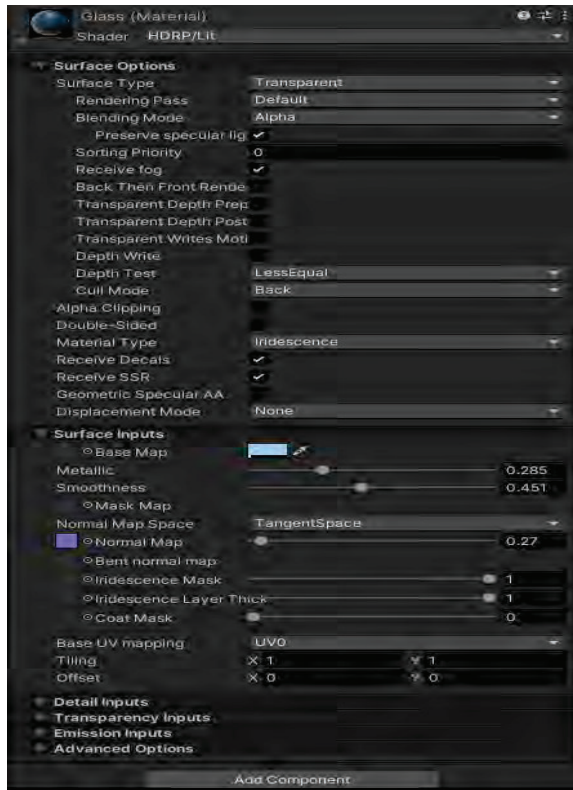 Glass (Material)
Shader HDRP/Lit
Surface Options
Surface Type Transparent
Rendering Pass Default
Blending Mode Alpha
Preserve specular lig
Sorting Priority 0
Receive fog
Back Then Front Rende
Transparent Depth Prep
Transparent Depth Post
Transparent Writes Moti
Depth Write
Depth Test LessEqual
Cull Mode Back
Alpha Clipping
Double-Sided
Material Type Iridescence
Receive Decals
Receive SSR
Geometric Specular AA
Displacement Mode None
Surface Inputs
Base Map
Metallic 0.285
Smoothness 0.451
Mask Map
Normal Map Space TangentSpace
Normal Map 0.27
Bent normal map
Iridescence Mask 1
Iridescence Layer Thick 1
Coat Mask 0
Base UV mapping UV0
Tiling X 1 Y 1
Offset X 0 Y 0
Detail Inputs
Transparency Inputs
Emission Inputs
Advanced Options
Add Component